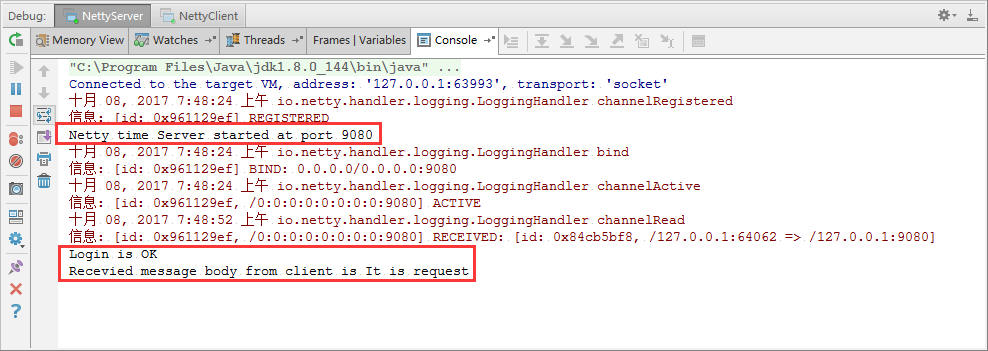 Debug: NettyServer NettyClient
Memory View Watches Threads Frames | Variables Console
"C:\Program Files\Java\jdk1.8.0_144\bin\java" ...
Connected to the target VM, address: '127.0.0.1:63993', transport: 'socket'
十月 08, 2017 7:48:24 上午 io.netty.handler.logging.LoggingHandler channelRegistered
信息: [id: 0x961129ef] REGISTERED
Netty time Server started at port 9080
十月 08, 2017 7:48:24 上午 io.netty.handler.logging.LoggingHandler bind
信息: [id: 0x961129ef] BIND: 0.0.0.0/0.0.0.0:9080
十月 08, 2017 7:48:24 上午 io.netty.handler.logging.LoggingHandler channelActive
信息: [id: 0x961129ef, /0:0:0:0:0:0:0:0:9080] ACTIVE
十月 08, 2017 7:48:52 上午 io.netty.handler.logging.LoggingHandler channelRead
信息: [id: 0x961129ef, /0:0:0:0:0:0:0:0:9080] RECEIVED: [id: 0x84cb5bf8, /127.0.0.1:64062 => /127.0.0.1:9080]
Login is OK
Recevied message body from client is It is request